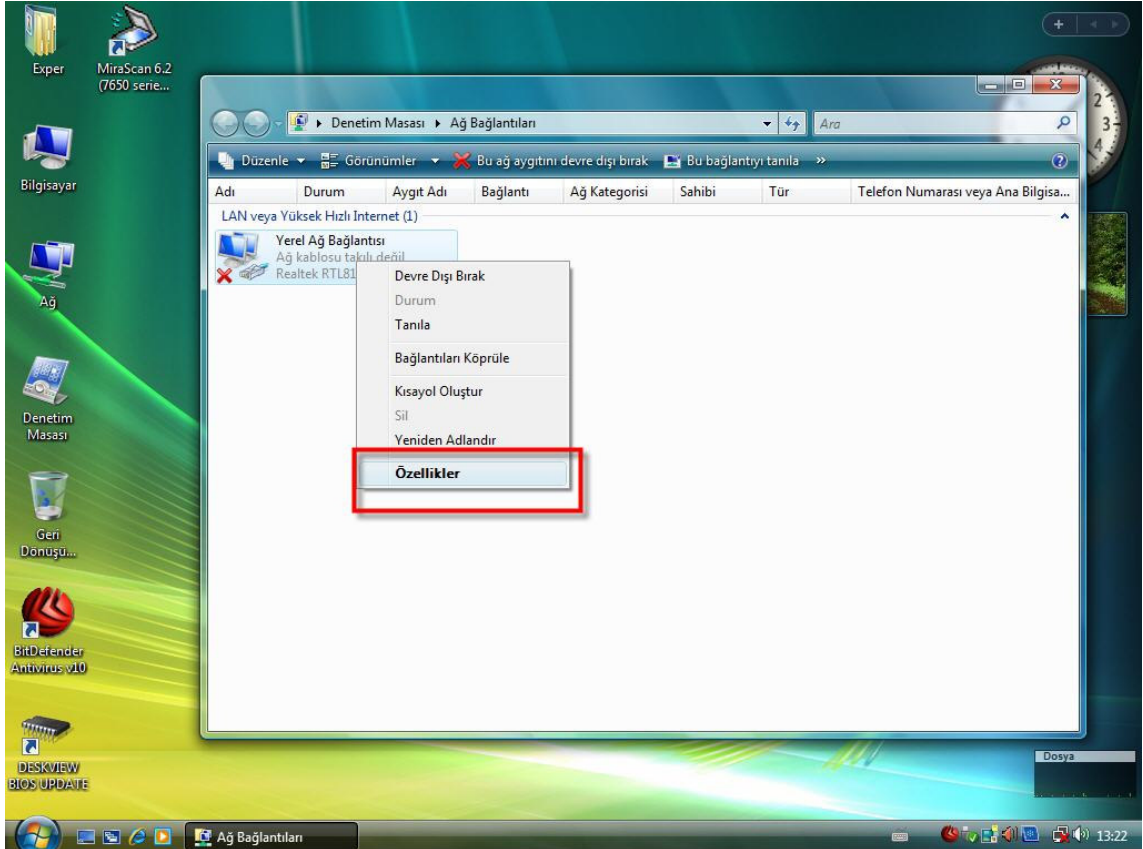 Exper
MiraScan 6.2
(7650 serie...
Bilgisayar
Ağ
Denetim
Masası
Geri
Dönüşü...
BitDefender
Antivirus v10
DESKVIEW
BIOS UPDATE
Denetim Masası
Ağ Bağlantıları
Ara
Düzenle
Görünümler
Bu ağ aygıtını devre dışı bırak
Bu bağlantıyı tanıla
»
Adı
Durum
Aygıt Adı
Bağlantı
Ağ Kategorisi
Sahibi
Tür
Telefon Numarası veya Ana Bilgisa...
LAN veya Yüksek Hızlı Internet (1)
Yerel Ağ Bağlantısı
Ağ kablosu takılı değil
Realtek RTL81
Devre Dışı Bırak
Durum
Tanıla
Bağlantıları Köprüle
Kısayol Oluştur
Sil
Yeniden Adlandır
Özellikler
2
3
4
Dosya
Ağ Bağlantıları
13:22